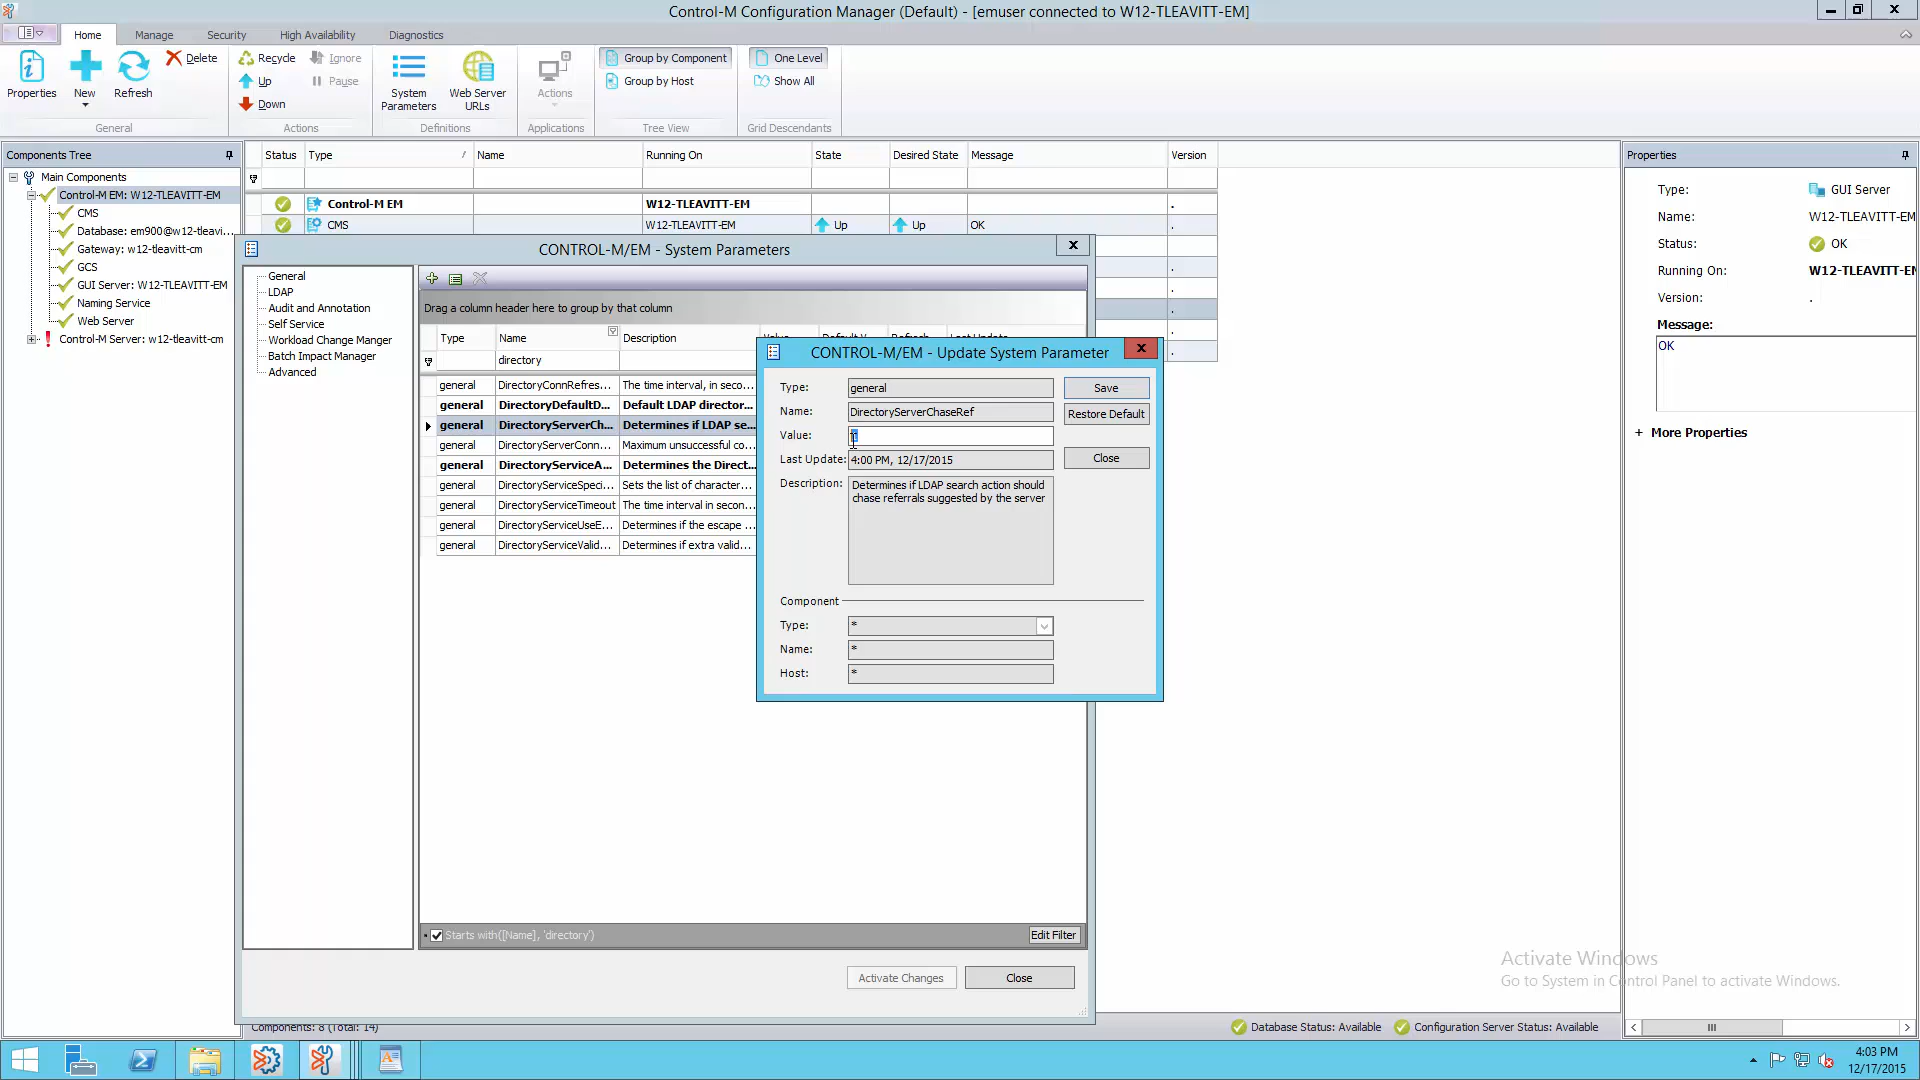 Control-M Configuration Manager (Default) - [emuser connected to W12-TLEAVITT-EM]
Home Manage Security High Availability Diagnostics
Properties New Refresh Delete
Recycle Ignore
Up Pause
Down
System Parameters Web Server URLs Actions
Group by Component
Group by Host
One Level
Show All
General Actions Definitions Applications Tree View Grid Descendants
Components Tree
Main Components
Control-M EM: W12-TLEAVITT-EM
CMS
Database: em900@w12-tleavi...
Gateway: w12-tleavitt-cm
GCS
GUI Server: W12-TLEAVITT-EM
Naming Service
Web Server
Control-M Server: w12-tleavitt-cm
Status Type / Name Running On State Desired State Message Version
Control-M EM W12-TLEAVITT-EM .
CMS W12-TLEAVITT-EM Up Up OK .
CONTROL-M/EM - System Parameters
General
LDAP
Audit and Annotation
Self Service
Workload Change Manger
Batch Impact Manager
Advanced
Drag a column header here to group by that column
Type Name Description
directory
general DirectoryConnRefres... The time interval, in seco...
general DirectoryDefaultD... Default LDAP director...
general DirectoryServerCh... Determines if LDAP se...
general DirectoryServerConn... Maximum unsuccessful co...
general DirectoryServiceA... Determines the Direct...
general DirectoryServiceSpeci... Sets the list of character...
general DirectoryServiceTimeout The time interval in secon...
general DirectoryServiceUseE... Determines if the escape ...
general DirectoryServiceValid... Determines if extra valid...
Starts with([Name], 'directory')
Edit Filter
Activate Changes Close
CONTROL-M/EM - Update System Parameter
Type: general Save
Name: DirectoryServerChaseRef Restore Default
Value:
Last Update: 4:00 PM, 12/17/2015 Close
Description: Determines if LDAP search action should
chase referrals suggested by the server
Component
Type: *
Name: *
Host: *
Properties
Type: GUI Server
Name: W12-TLEAVITT-EM
Status: OK
Running On: W12-TLEAVITT-EM
Version: .
Message:
OK
+ More Properties
Activate Windows
Go to System in Control Panel to activate Windows.
Components: 8 (Total: 14)
Database Status: Available Configuration Server Status: Available
4:03 PM
12/17/2015